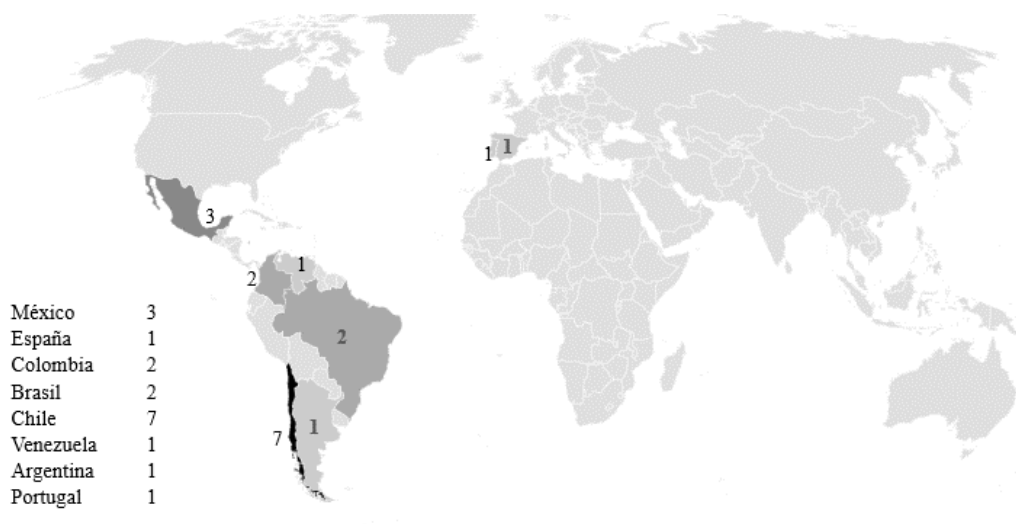 1
1
3
1
2
2
1
7
México 3
España 1
Colombia 2
Brasil 2
Chile 7
Venezuela 1
Argentina 1
Portugal 1